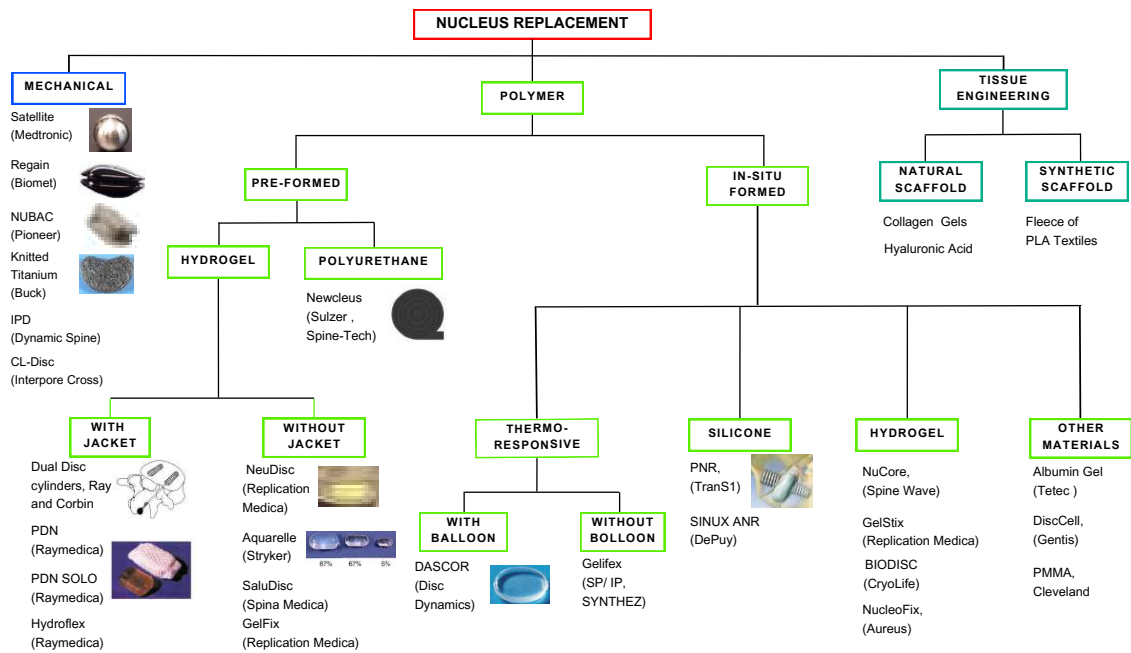 NUCLEUS REPLACEMENT
MECHANICAL
Satellite
(Medtronic)
Regain
(Biomet)
NUBAC
(Pioneer)
Knitted
Titanium
(Buck)
IPD
(Dynamic Spine)
CL-Disc
(Interpore Cross)
POLYMER
PRE-FORMED
HYDROGEL
POLYURETHANE
Newcleus
(Sulzer ,
Spine-Tech)
WITH
JACKET
Dual Disc
cylinders, Ray
and Corbin
PDN
(Raymedica)
PDN SOLO
(Raymedica)
Hydroflex
(Raymedica)
WITHOUT
JACKET
NeuDisc
(Replication
Medica)
Aquarelle
(Stryker)
87%
67%
5%
SaluDisc
(Spina Medica)
GelFix
(Replication Medica)
IN-SITU
FORMED
THERMO-
RESPONSIVE
WITH
BALLOON
DASCOR
(Disc
Dynamics)
WITHOUT
BOLLOON
Gelifex
(SP/ IP,
SYNTHEZ)
SILICONE
PNR,
(TranS1)
SINUX ANR
(DePuy)
HYDROGEL
NuCore,
(Spine Wave)
GelStix
(Replication Medica)
BIODISC
(CryoLife)
NucleoFix,
(Aureus)
OTHER
MATERIALS
Albumin Gel
(Tetec )
DiscCell,
(Gentis)
PMMA,
Cleveland
TISSUE
ENGINEERING
NATURAL
SCAFFOLD
Collagen Gels
Hyaluronic Acid
SYNTHETIC
SCAFFOLD
Fleece of
PLA Textiles